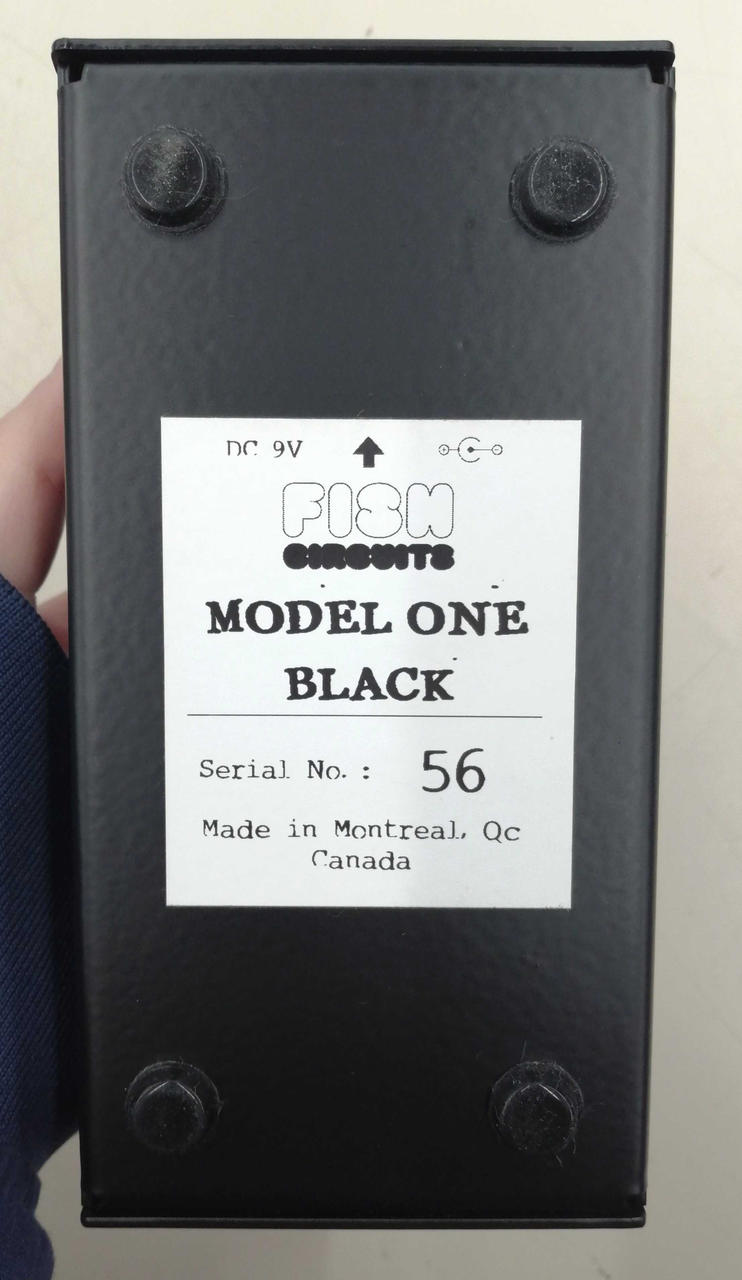 DC 9V
FISH
CIRCUITS
MODEL ONE
BLACK
Serial No.: 56
Made in Montreal, Qc
Canada